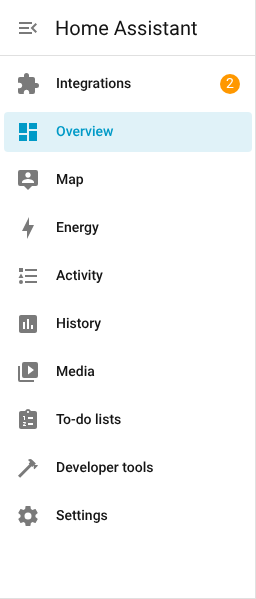 Home Assistant
Integrations 2
Overview
Map
Energy
Activity
History
Media
To-do lists
Developer tools
Settings